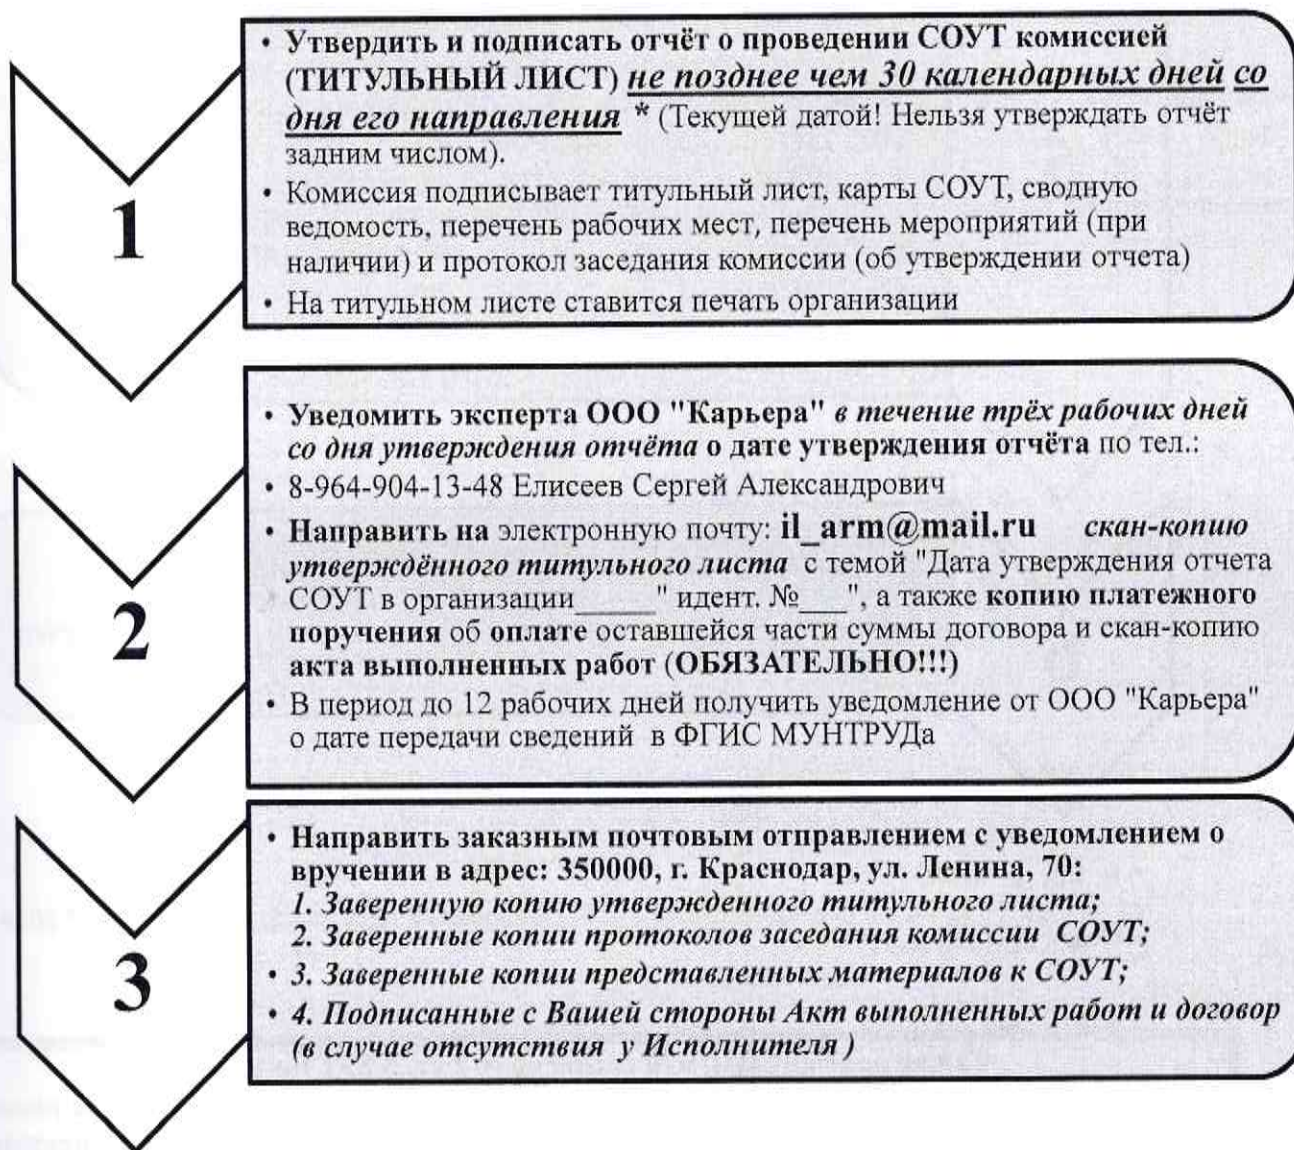 1
• Утвердить и подписать отчёт о проведении СОУТ комиссией
(ТИТУЛЬНЫЙ ЛИСТ) не позднее чем 30 календарных дней со
дня его направления * (Текущей датой! Нельзя утверждать отчёт
задним числом).
• Комиссия подписывает титульный лист, карты СОУТ, сводную
ведомость, перечень рабочих мест, перечень мероприятий (при
наличии) и протокол заседания комиссии (об утверждении отчета)
• На титульном листе ставится печать организации
2
• Уведомить эксперта ООО "Карьера" в течение трёх рабочих дней
со дня утверждения отчёта о дате утверждения отчёта по тел.:
• 8-964-904-13-48 Елисеев Сергей Александрович
• Направить на электронную почту: il_arm@mail.ru скан-копию
утверждённого титульного листа с темой "Дата утверждения отчета
СОУТ в организации_____" идент. №___", а также копию платежного
поручения об оплате оставшейся части суммы договора и скан-копию
акта выполненных работ (ОБЯЗАТЕЛЬНО!!!)
• В период до 12 рабочих дней получить уведомление от ООО "Карьера"
о дате передачи сведений в ФГИС МУНТРУДа
3
• Направить заказным почтовым отправлением с уведомлением о
вручении в адрес: 350000, г. Краснодар, ул. Ленина, 70:
1. Заверенную копию утвержденного титульного листа;
2. Заверенные копии протоколов заседания комиссии СОУТ;
• 3. Заверенные копии представленных материалов к СОУТ;
• 4. Подписанные с Вашей стороны Акт выполненных работ и договор
(в случае отсутствия у Исполнителя )